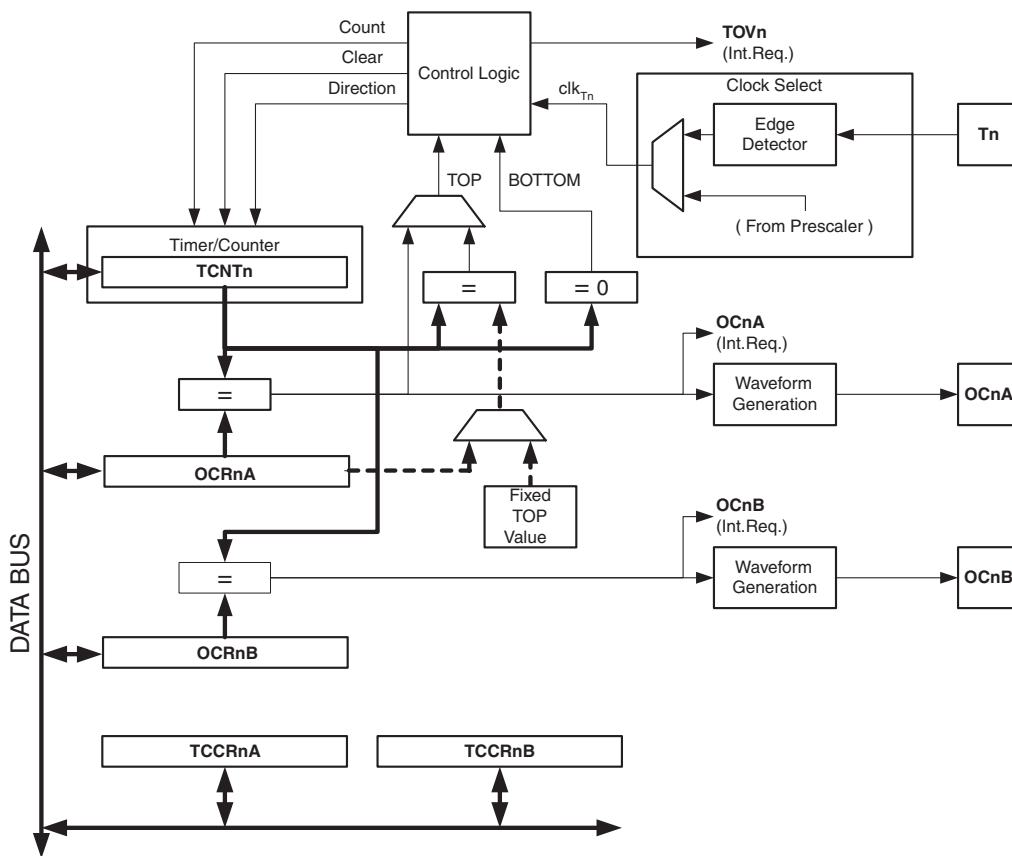 Count
Clear
Direction
Control Logic
TOVn
(Int.Req.)
clkTn
Clock Select
Edge
Detector
Tn
( From Prescaler )
TOP
BOTTOM
Timer/Counter
TCNTn
=
= 0
OCnA
(Int.Req.)
=
Waveform
Generation
OCnA
OCRnA
Fixed
TOP
Value
OCnB
(Int.Req.)
=
Waveform
Generation
OCnB
OCRnB
DATA BUS
TCCRnA
TCCRnB